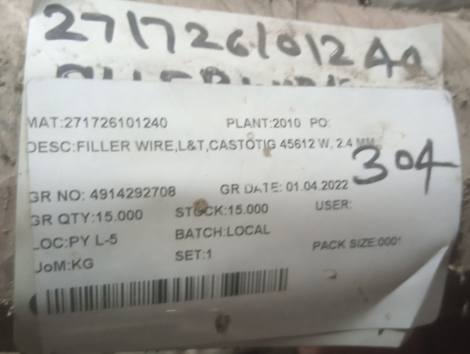 271726101240
MAT:271726101240 PLANT:2010 PO:
DESC:FILLER WIRE,L&T,CASTOTIG 45612 W, 2.4 MM
304
GR NO: 4914292708 GR DATE: 01.04.2022
GR QTY:15.000 STOCK:15.000 USER:
LOC:PY L-5 BATCH:LOCAL
UoM:KG SET:1 PACK SIZE:0001